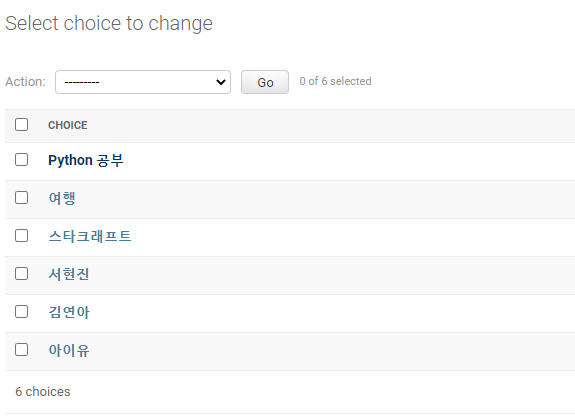 Select choice to change
Action: --------- Go 0 of 6 selected
CHOICE
Python 공부
여행
스타크래프트
서현진
김연아
아이유
6 choices